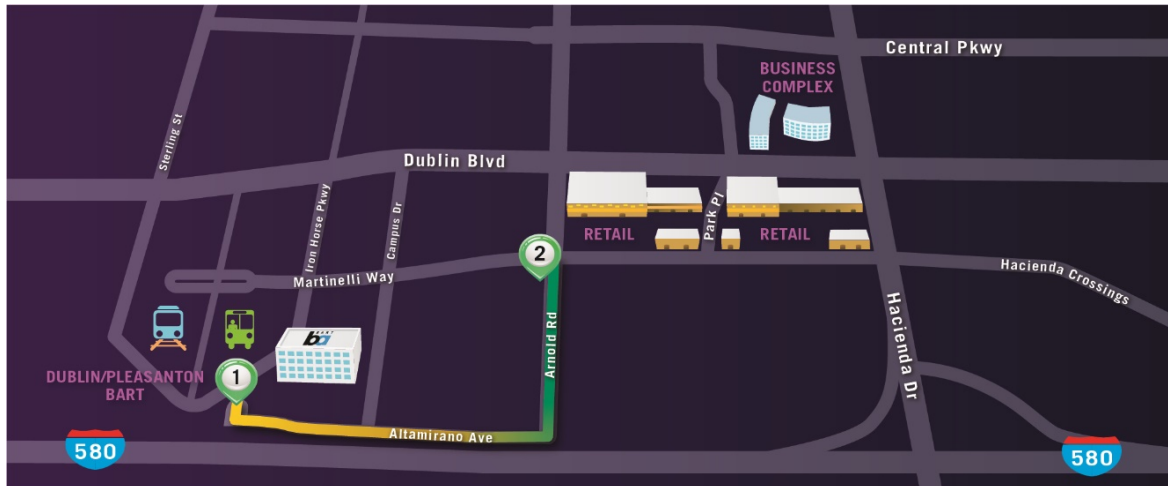 Central Pkwy
BUSINESS
COMPLEX
Sterling St
Dublin Blvd
Iron Horse Pkwy
Campus Dr
Park Pl
RETAIL
RETAIL
2
Martinelli Way
Hacienda Crossings
Hacienda Dr
Arnold Rd
ba
DUBLIN/PLEASANTON
BART
1
Altamirano Ave
580
580